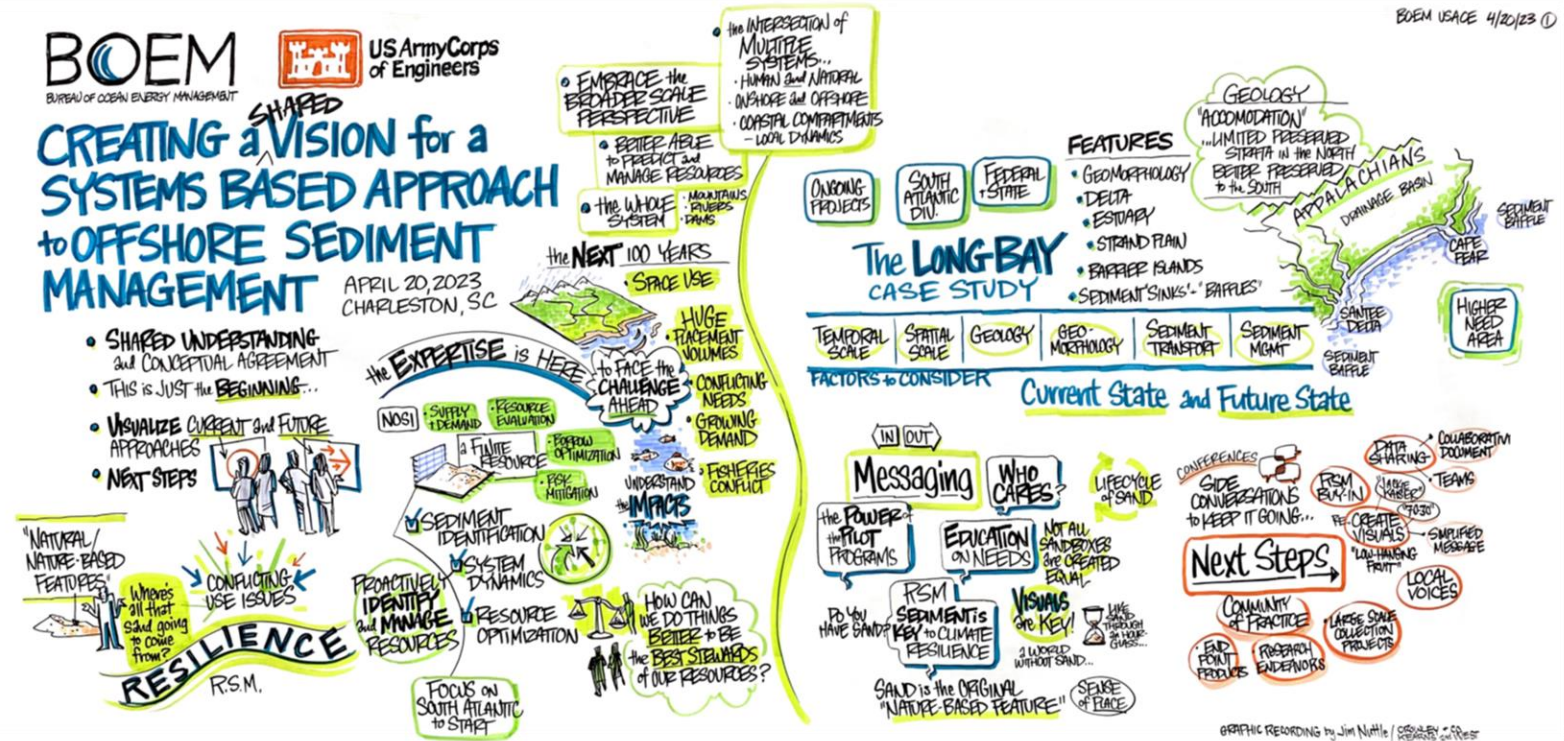 BOEM
BUREAU OF OCEAN ENERGY MANAGEMENT
US Army Corps
of Engineers
SHARED
CREATING a VISION for a
SYSTEMS BASED APPROACH
to OFFSHORE SEDIMENT
MANAGEMENT
APRIL 20, 2023
CHARLESTON, SC
• SHARED UNDERSTANDING
and CONCEPTUAL AGREEMENT
• THIS is JUST the BEGINNING...
• VISUALIZE CURRENT and FUTURE
APPROACHES
• NEXT STEPS
"NATURAL/
NATURE-BASED
FEATURES"
Where's
all that
sand going
to come
from?
CONFLICTING
USE ISSUES
RESILIENCE
R.S.M.
the EXPERTISE is HERE
to FACE the
CHALLENGE
AHEAD
NOSI
• SUPPLY
+ DEMAND
• RESOURCE
EVALUATION
a FINITE
RESOURCE
• BORROW
OPTIMIZATION
• RISK
MITIGATION
SEDIMENT
IDENTIFICATION
SYSTEM
DYNAMICS
RESOURCE
OPTIMIZATION
PROACTIVELY
IDENTIFY
and MANAGE
RESOURCES
FOCUS on
SOUTH ATLANTIC
to START
• EMBRACE the
BROADER SCALE
PERSPECTIVE
• the INTERSECTION of
MULTIPLE
SYSTEMS...
• HUMAN and NATURAL
• ONSHORE and OFFSHORE
• COASTAL COMPARTMENTS
– LOCAL DYNAMICS
• BETTER ABLE
to PREDICT and
MANAGE RESOURCES
• the WHOLE
SYSTEM
• MOUNTAINS
• RIVERS
• DAMS
the NEXT 100 YEARS
• SPACE USE
• HUGE
PLACEMENT
VOLUMES
• CONFLICTING
NEEDS
• GROWING
DEMAND
• FISHERIES
CONFLICT
UNDERSTAND
the IMPACTS
HOW CAN
WE DO THINGS
BETTER to BE
the BEST STEWARDS
of OUR RESOURCES?
BOEM USACE 4/20/23 1
ONGOING
PROJECTS
SOUTH
ATLANTIC
DIV.
FEDERAL
+ STATE
The LONG BAY
CASE STUDY
FEATURES
• GEOMORPHOLOGY
• DELTA
• ESTUARY
• STRAND PLAIN
• BARRIER ISLANDS
• SEDIMENT "SINKS" + "BAFFLES"
GEOLOGY
"ACCOMODATION"
...LIMITED PRESERVED
STRATA in the NORTH
BETTER PRESERVED
to the SOUTH
APPALACHIANS
DRAINAGE BASIN
SEDIMENT
BAFFLE
CAPE
FEAR
SANTEE
DELTA
SEDIMENT
BAFFLE
HIGHER
NEED
AREA
TEMPORAL
SCALE
SPATIAL
SCALE
GEOLOGY
GEO-
MORPHOLOGY
SEDIMENT
TRANSPORT
SEDIMENT
MGMT
FACTORS to CONSIDER
Current State and Future State
IN OUT
Messaging
WHO
CARES?
LIFECYCLE
of SAND
the POWER of
the PILOT
PROGRAMS
EDUCATION
ON NEEDS
NOT ALL
SANDBOXES
are CREATED
EQUAL
DO YOU
HAVE SAND?
RSM
SEDIMENT is
KEY to CLIMATE
RESILIENCE
VISUALS
are KEY!
LIKE
SAND
THROUGH
an HOUR-
GLASS...
a WORLD
WITHOUT SAND...
SAND is the ORIGINAL
"NATURE-BASED FEATURE"
SENSE
of PLACE
CONFERENCES
SIDE
CONVERSATIONS
to KEEP IT GOING...
Next Steps
RSM
BUY-IN
DATA
SHARING
• COLLABORATIVE
DOCUMENT
• TEAMS
"70-30"
RE-CREATE
VISUALS
"LOW-HANGING
FRUIT"
• SIMPLIFIED
MESSAGE
LOCAL
VOICES
COMMUNITY
of PRACTICE
• LARGE SCALE
COLLECTION
PROJECTS
• END
POINT
PRODUCTS
• RESEARCH
ENDEAVORS
GRAPHIC RECORDING by Jim Nuttle /